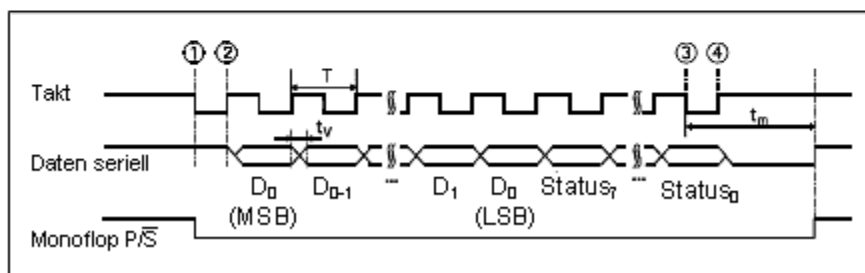 ① ② ③ ④
Takt T
tᵥ tₘ
Daten seriell
D₀ D₀₋₁ ... D₁ D₀ Status₇ ... Status₀
(MSB) (LSB)
Monoflop P/S̅